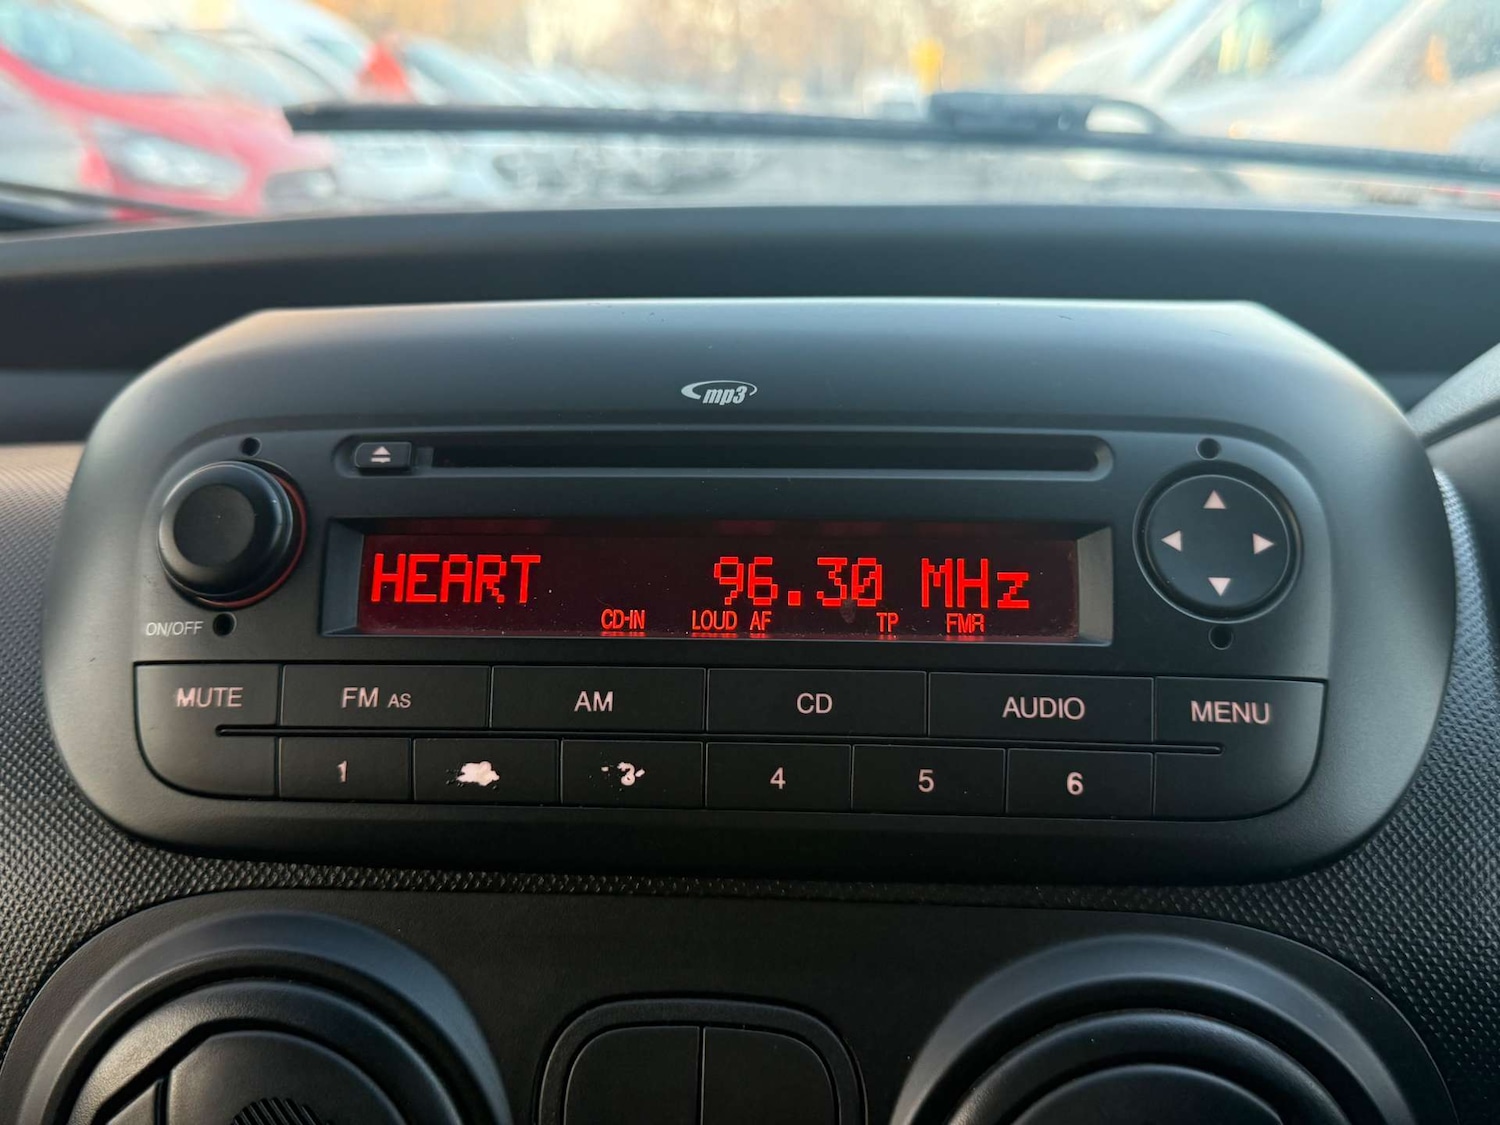 mp3
HEART 96.30 MHz
CD-IN LOUD AF TP FMR
ON/OFF
MUTE FM AS AM CD AUDIO MENU
1 3 4 5 6